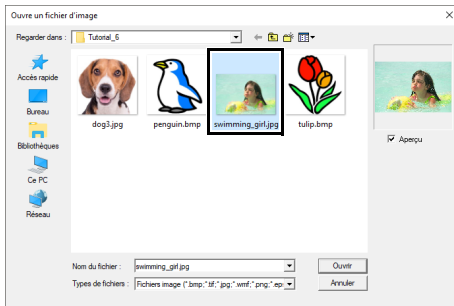 Ouvre un fichier d'image
Regarder dans :
Tutorial_6
Accès rapide
Bureau
Bibliothèques
Ce PC
Réseau
dog3.jpg
penguin.bmp
swimming_girl.jpg
tulip.bmp
Aperçu
Nom du fichier :
swimming_girl.jpg
Ouvrir
Types de fichiers :
Fichiers image (*.bmp;*.tif;*.jpg;*.wmf;*.png;*.eps
Annuler